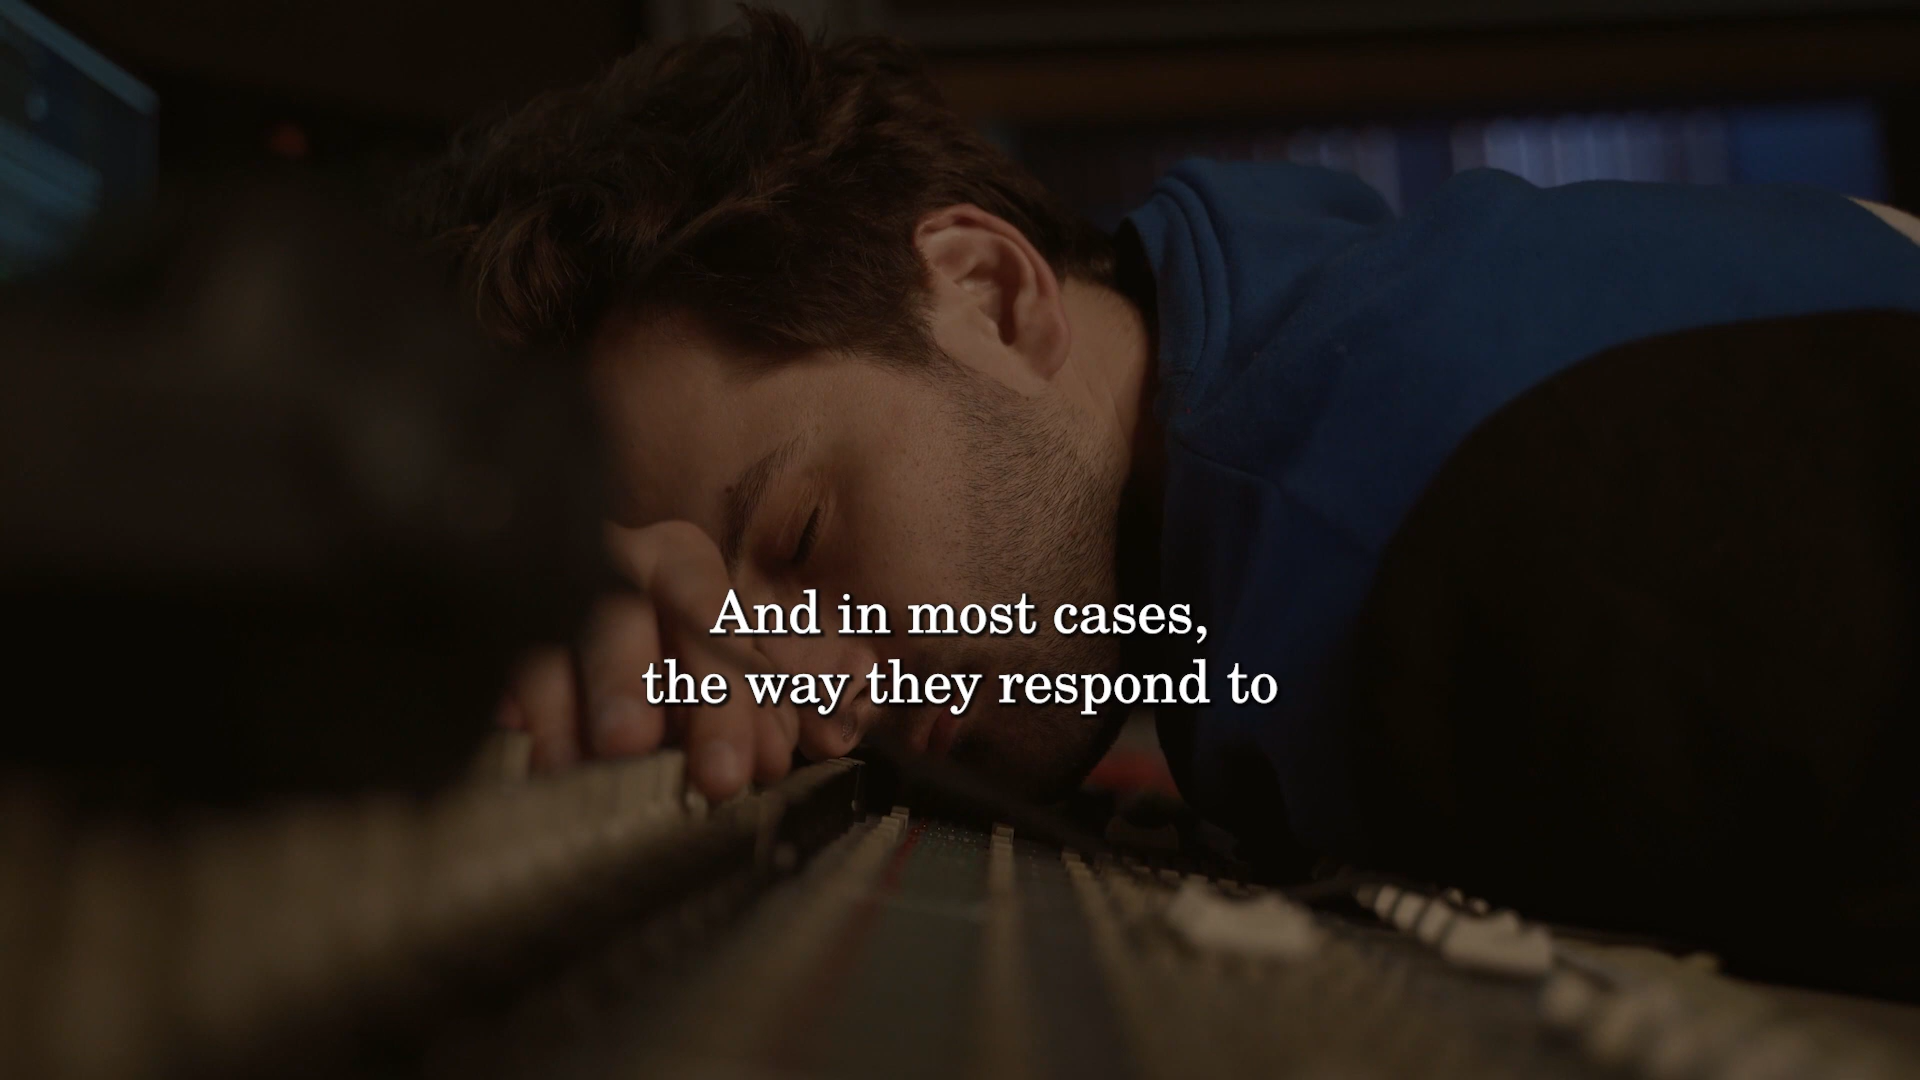 And in most cases,
the way they respond to